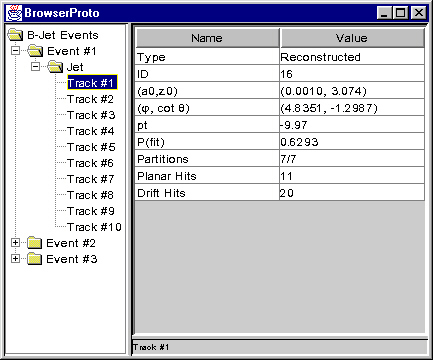 BrowserProto
B-Jet Events
Event #1
Jet
Track #1
Track #2
Track #3
Track #4
Track #5
Track #6
Track #7
Track #8
Track #9
Track #10
Event #2
Event #3
Name Value
Type Reconstructed
ID 16
(a0,z0) (0.0010, 3.074)
(φ, cot θ) (4.8351, -1.2987)
pt -9.97
P(fit) 0.6293
Partitions 7/7
Planar Hits 11
Drift Hits 20
Track #1